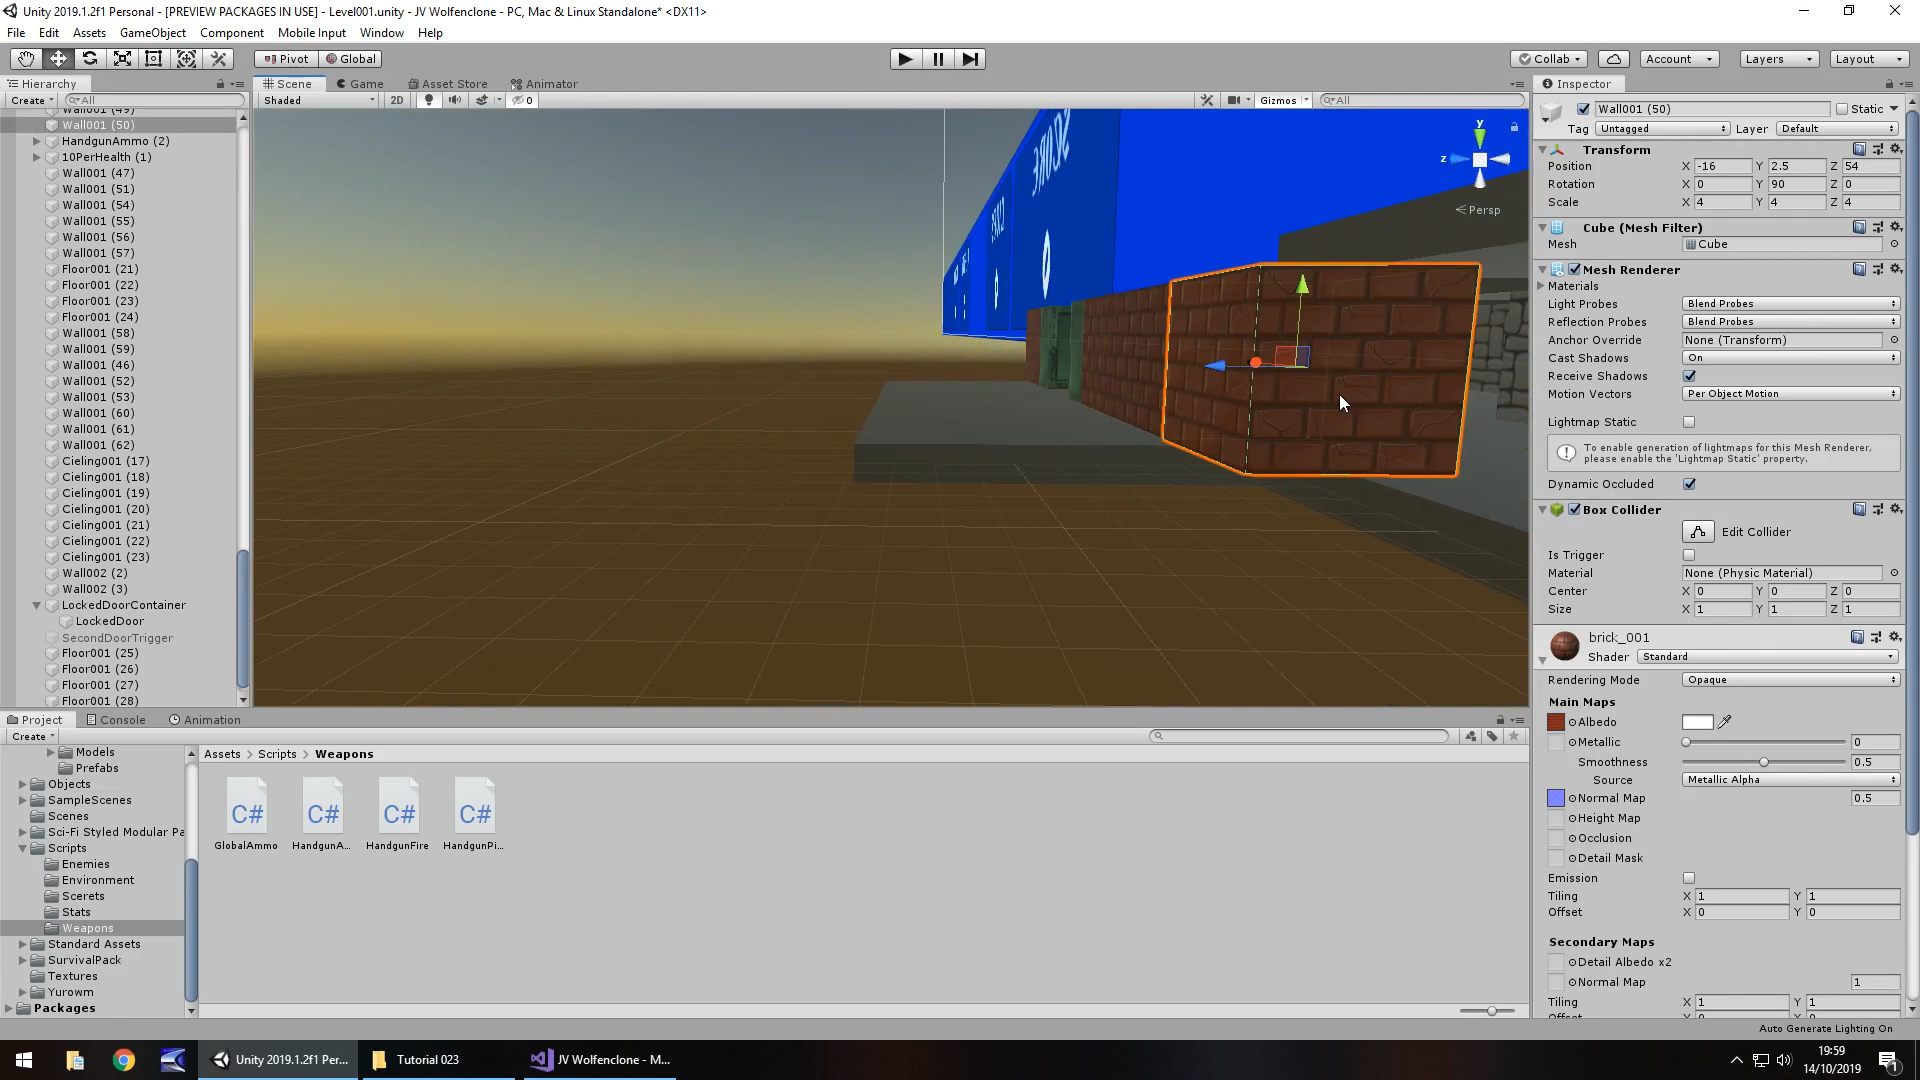 Unity 2019.1.2f1 Personal - [PREVIEW PACKAGES IN USE] - Level001.unity - JV Wolfenclone - PC, Mac & Linux Standalone* <DX11>
File Edit Assets GameObject Component Mobile Input Window Help
Pivot Global
Collab Account Layers Layout
Hierarchy
Create All
Wall001 (49)
Wall001 (50)
HandgunAmmo (2)
10PerHealth (1)
Wall001 (47)
Wall001 (51)
Wall001 (54)
Wall001 (55)
Wall001 (56)
Wall001 (57)
Floor001 (21)
Floor001 (22)
Floor001 (23)
Floor001 (24)
Wall001 (58)
Wall001 (59)
Wall001 (46)
Wall001 (52)
Wall001 (53)
Wall001 (60)
Wall001 (61)
Wall001 (62)
Cieling001 (17)
Cieling001 (18)
Cieling001 (19)
Cieling001 (20)
Cieling001 (21)
Cieling001 (22)
Cieling001 (23)
Wall002 (2)
Wall002 (3)
LockedDoorContainer
LockedDoor
SecondDoorTrigger
Floor001 (25)
Floor001 (26)
Floor001 (27)
Floor001 (28)
Scene Game Asset Store Animator
Shaded 2D 0 Gizmos All
SCORE
LIVES
0
0
y
z
Persp
Inspector
Wall001 (50) Static
Tag Untagged Layer Default
Transform
Position X -16 Y 2.5 Z 54
Rotation X 0 Y 90 Z 0
Scale X 4 Y 4 Z 4
Cube (Mesh Filter)
Mesh Cube
Mesh Renderer
Materials
Light Probes Blend Probes
Reflection Probes Blend Probes
Anchor Override None (Transform)
Cast Shadows On
Receive Shadows
Motion Vectors Per Object Motion
Lightmap Static
To enable generation of lightmaps for this Mesh Renderer,
please enable the 'Lightmap Static' property.
Dynamic Occluded
Box Collider
Edit Collider
Is Trigger
Material None (Physic Material)
Center X 0 Y 0 Z 0
Size X 1 Y 1 Z 1
brick_001
Shader Standard
Rendering Mode Opaque
Main Maps
Albedo
Metallic 0
Smoothness 0.5
Source Metallic Alpha
Normal Map 0.5
Height Map
Occlusion
Detail Mask
Emission
Tiling X 1 Y 1
Offset X 0 Y 0
Secondary Maps
Detail Albedo x2
Normal Map 1
Tiling X 1 Y 1
Auto Generate Lighting On
Project Console Animation
Create
Models
Prefabs
Objects
SampleScenes
Scenes
Sci-Fi Styled Modular Pa
Scripts
Enemies
Environment
Scerets
Stats
Weapons
Standard Assets
SurvivalPack
Textures
Yurowm
Packages
Assets > Scripts > Weapons
C# C# C# C#
GlobalAmmo HandgunA... HandgunFire HandgunPi...
Unity 2019.1.2f1 Per... Tutorial 023 JV Wolfenclone - M...
19:59
14/10/2019
1